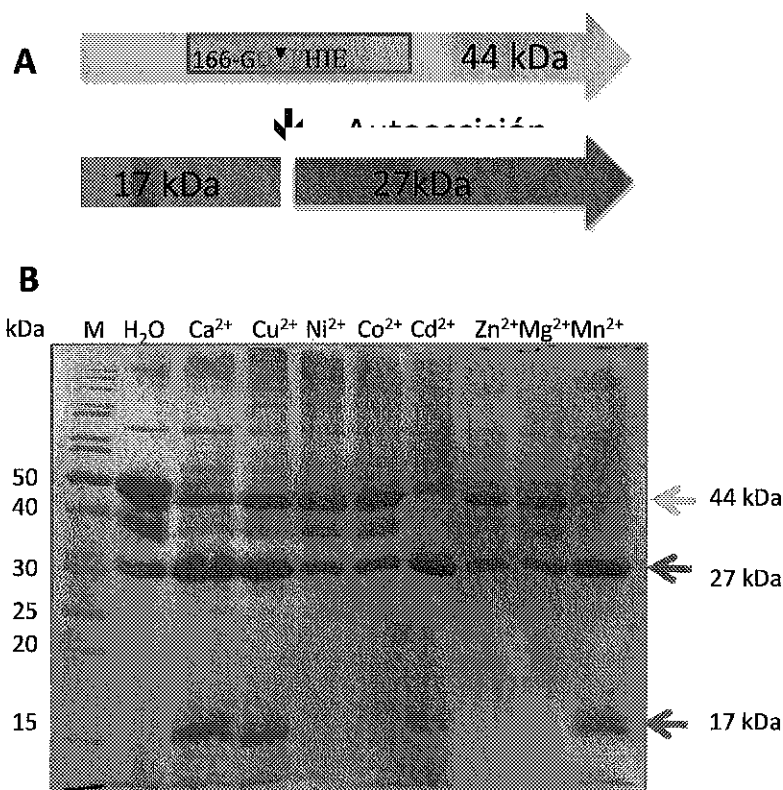 A
44 kDa
17 kDa
27kDa
B
kDa M H₂O Ca²⁺ Cu²⁺ Ni²⁺ Co²⁺ Cd²⁺ Zn²⁺ Mg²⁺ Mn²⁺
50
40
30
25
20
15
44 kDa
27 kDa
17 kDa